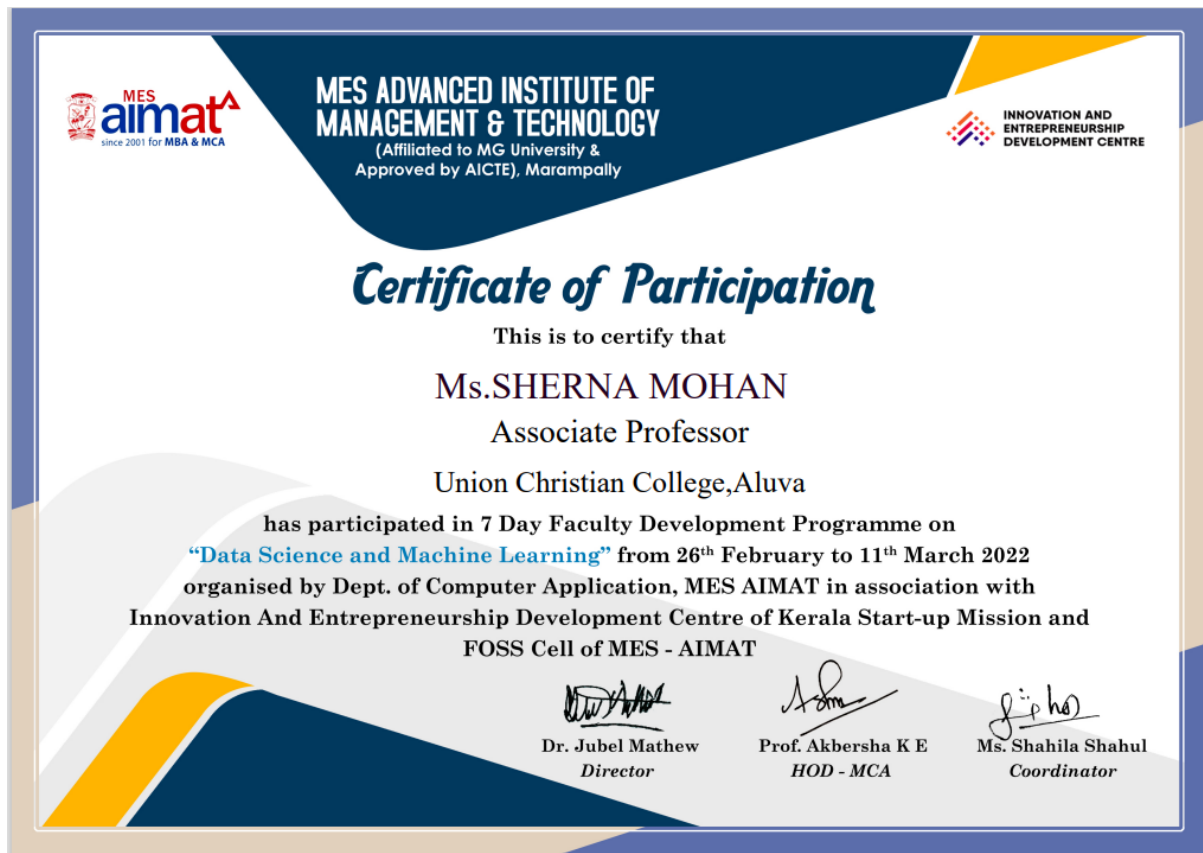 MES
aimat
since 2001 for MBA & MCA
MES ADVANCED INSTITUTE OF
MANAGEMENT & TECHNOLOGY
(Affiliated to MG University &
Approved by AICTE), Marampally
INNOVATION AND
ENTREPRENEURSHIP
DEVELOPMENT CENTRE
Certificate of Participation
This is to certify that
Ms.SHERNA MOHAN
Associate Professor
Union Christian College,Aluva
has participated in 7 Day Faculty Development Programme on
“Data Science and Machine Learning” from 26th February to 11th March 2022
organised by Dept. of Computer Application, MES AIMAT in association with
Innovation And Entrepreneurship Development Centre of Kerala Start-up Mission and
FOSS Cell of MES - AIMAT
Dr. Jubel Mathew
Director
Prof. Akbersha K E
HOD - MCA
Ms. Shahila Shahul
Coordinator